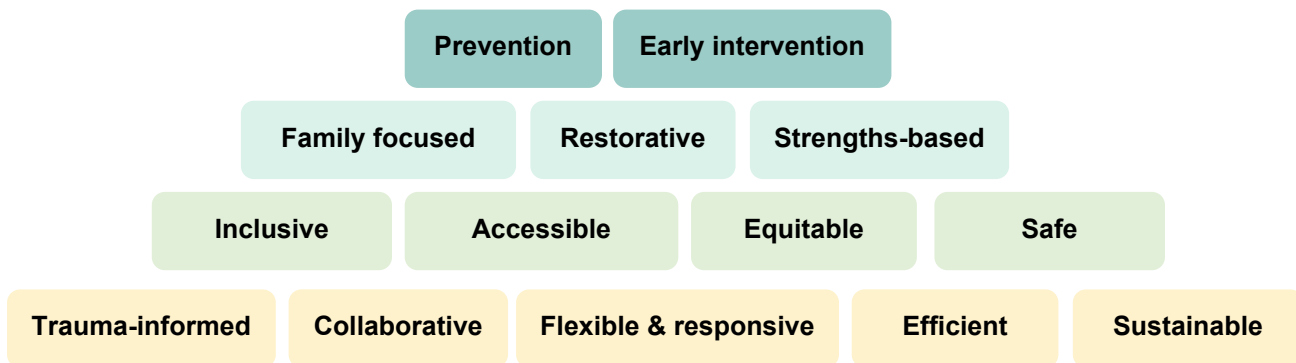 Prevention Early intervention
Family focused Restorative Strengths-based
Inclusive Accessible Equitable Safe
Trauma-informed Collaborative Flexible & responsive Efficient Sustainable